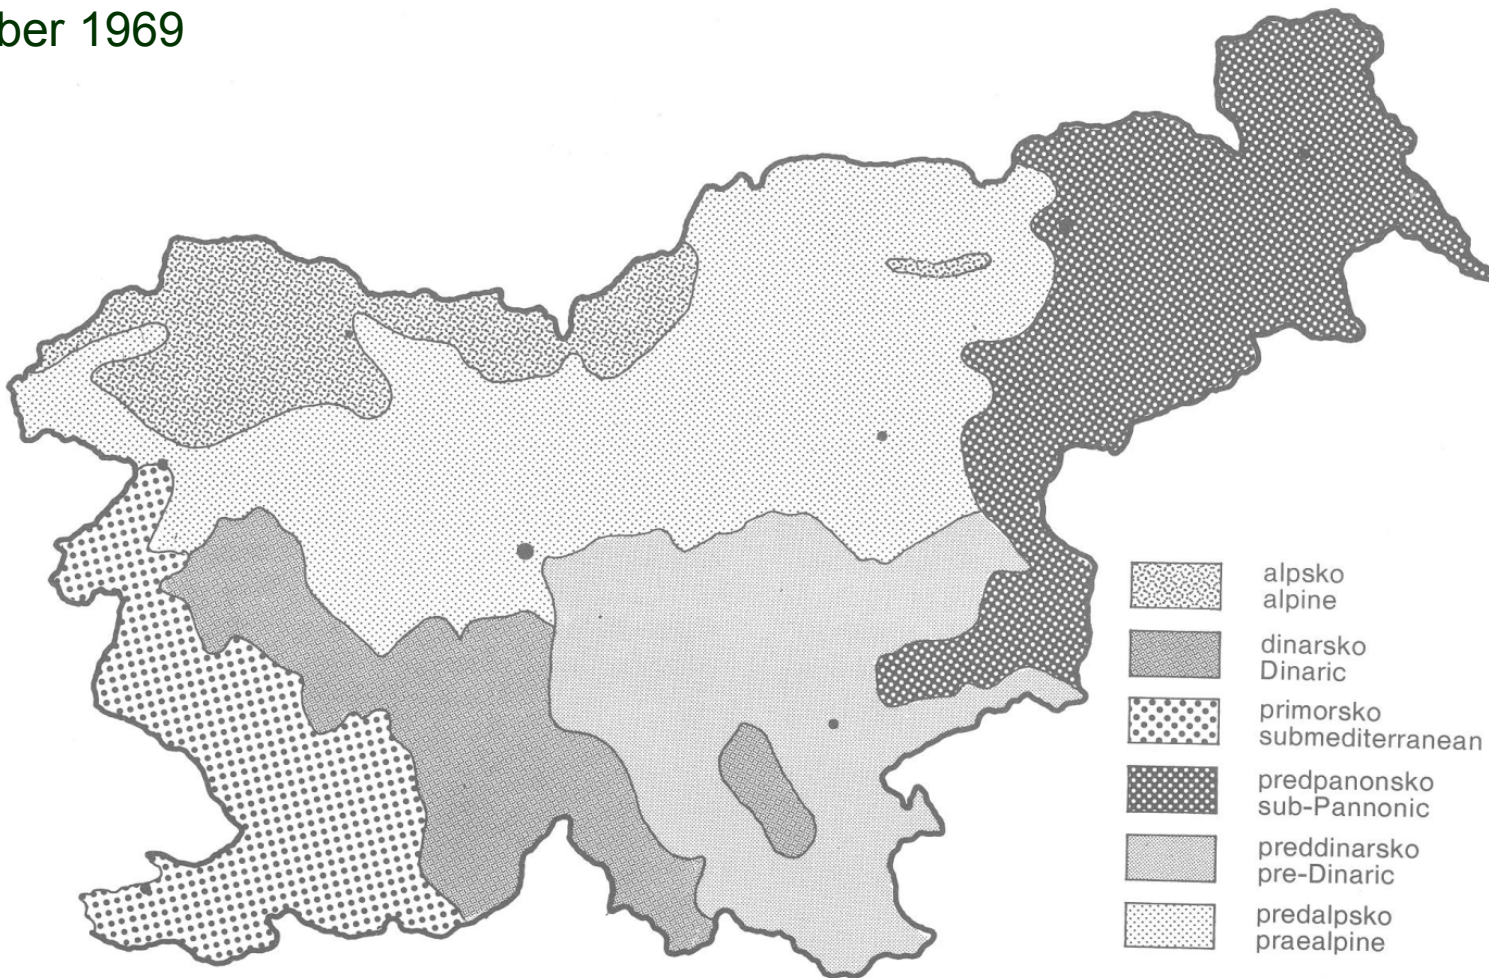 ber 1969
alpsko
alpine
dinarsko
Dinaric
primorsko
submediterranean
predpanonsko
sub-Pannonic
preddinarsko
pre-Dinaric
predalpsko
praealpine